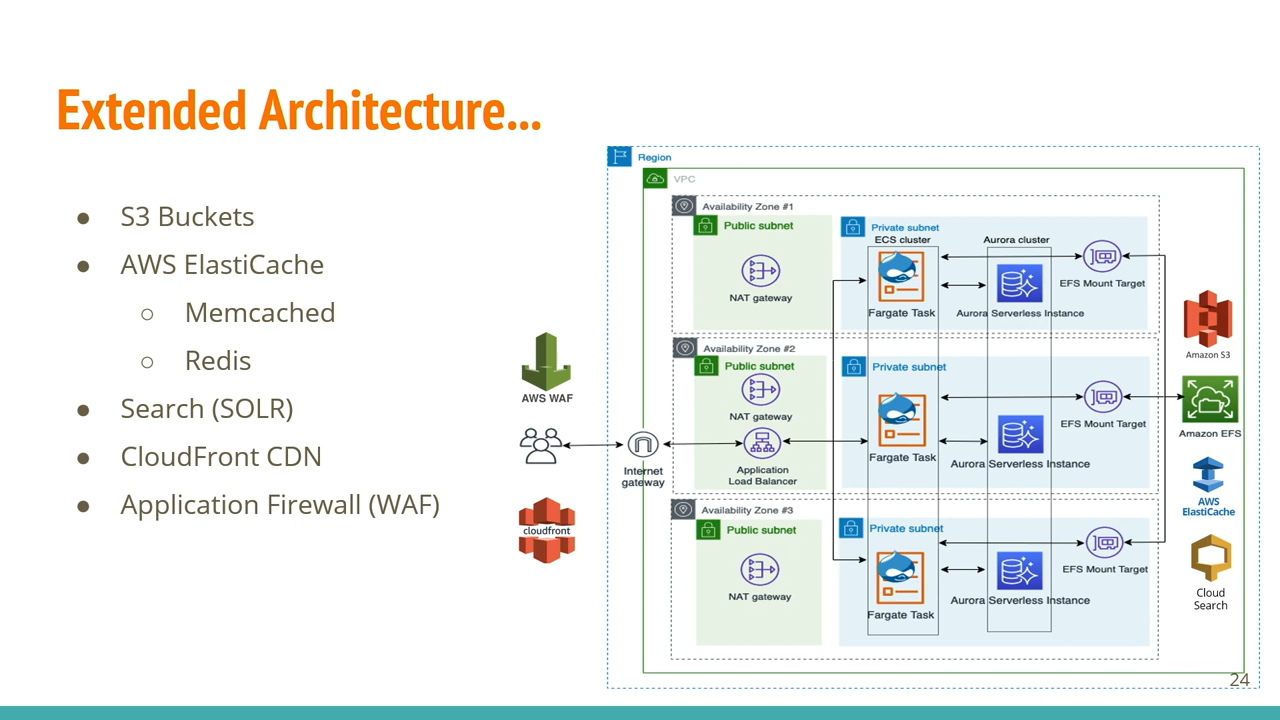 Extended Architecture...
● S3 Buckets
● AWS ElastiCache
○ Memcached
○ Redis
● Search (SOLR)
● CloudFront CDN
● Application Firewall (WAF)
AWS WAF
cloudfront
Region
VPC
Availability Zone #1
Public subnet
NAT gateway
Private subnet
ECS cluster
Aurora cluster
Fargate Task
Aurora Serverless Instance
EFS Mount Target
Availability Zone #2
Public subnet
NAT gateway
Application
Load Balancer
Internet
gateway
Private subnet
Fargate Task
Aurora Serverless Instance
EFS Mount Target
Availability Zone #3
Public subnet
NAT gateway
Private subnet
Fargate Task
Aurora Serverless Instance
EFS Mount Target
Amazon S3
Amazon EFS
AWS
ElastiCache
Cloud
Search
24